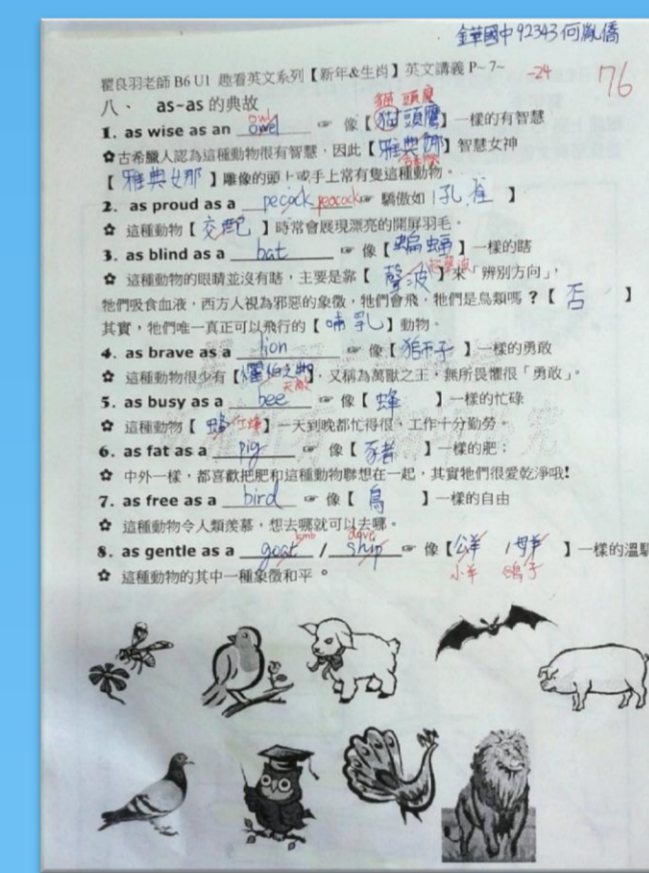 金華國中 92343 何胤僑
瞿良羽老師 B6 U1 趣看英文系列【新年&生肖】英文講義 P~ 7~ -24 76
八、 as~as 的典故
貓頭鷹
owl
1. as wise as an owel ☞ 像【貓頭鷹】一樣的有智慧
✿古希臘人認為這種動物很有智慧，因此【雅典娜】智慧女神
【雅典娜】雕像的頭上或手上常有隻這種動物。
2. as proud as a pecock peacock ☞ 驕傲如【孔雀】
✿ 這種動物【交配】時常會展現漂亮的開屏羽毛。
3. as blind as a bat ☞ 像【蝙蝠】一樣的瞎
✿ 這種動物的眼睛並沒有瞎，主要是靠【聲波】來「辨別方向」，
牠們吸食血液，西方人視為邪惡的象徵，牠們會飛，牠們是鳥類嗎？【否】
其實，牠們唯一真正可以飛行的【哺乳】動物。
4. as brave as a lion ☞ 像【獅子】一樣的勇敢
✿ 這種動物很少有【】，又稱為萬獸之王，無所畏懼很「勇敢」。
天敵
5. as busy as a bee ☞ 像【蜂】一樣的忙碌
✿ 這種動物【蜂 工蜂】一天到晚都忙得很，工作十分勤勞。
6. as fat as a pig ☞ 像【豬】一樣的肥；
✿ 中外一樣，都喜歡把肥和這種動物聯想在一起，其實牠們很愛乾淨哦!
7. as free as a bird ☞ 像【鳥】一樣的自由
✿ 這種動物令人類羨慕，想去哪就可以去哪。
dove
8. as gentle as a goat / ship ☞ 像【公羊 /母羊】一樣的溫馴
小羊 鴿子
✿ 這種動物的其中一種象徵和平。